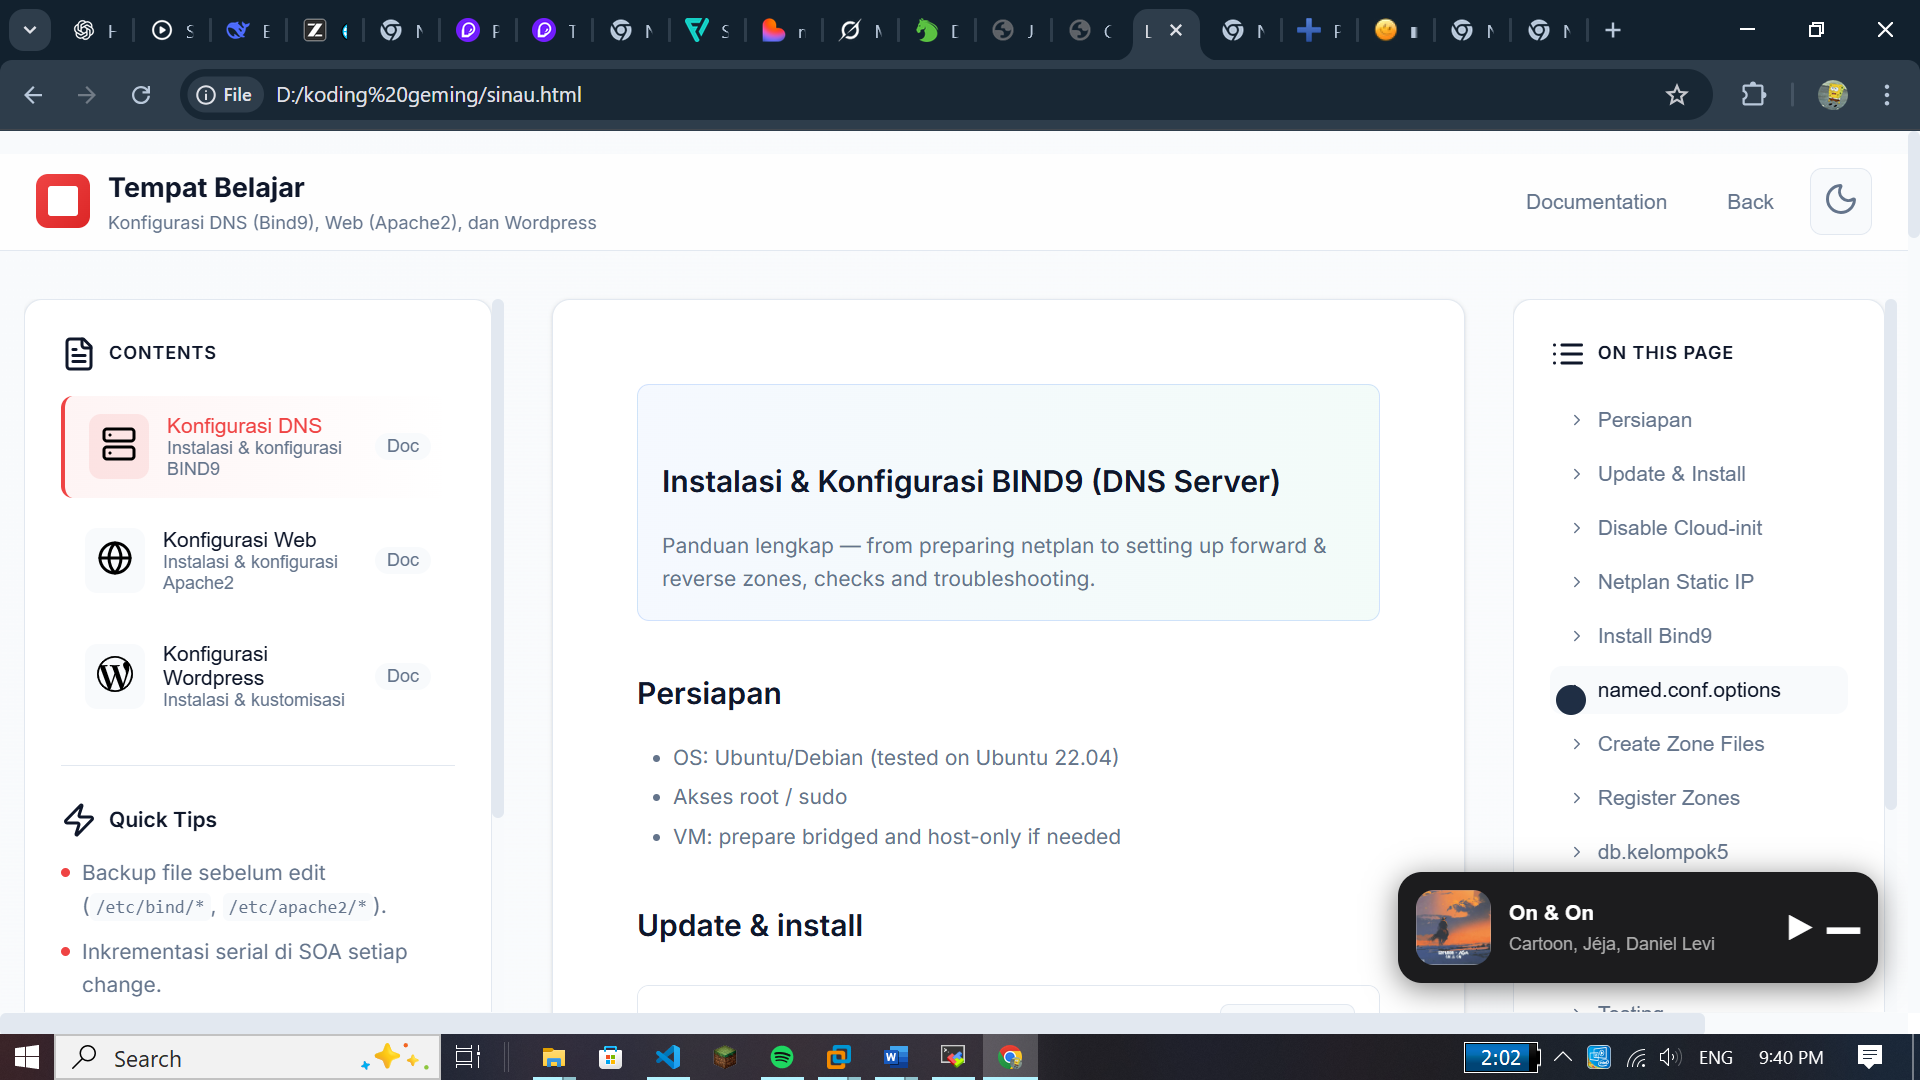 File
D:/koding%20geming/sinau.html
Tempat Belajar
Konfigurasi DNS (Bind9), Web (Apache2), dan Wordpress
Documentation
Back
CONTENTS
Konfigurasi DNS
Instalasi & konfigurasi
BIND9
Doc
Konfigurasi Web
Instalasi & konfigurasi
Apache2
Doc
Konfigurasi
Wordpress
Instalasi & kustomisasi
Doc
Quick Tips
Backup file sebelum edit
( /etc/bind/* , /etc/apache2/* ).
Inkrementasi serial di SOA setiap
change.
Instalasi & Konfigurasi BIND9 (DNS Server)
Panduan lengkap — from preparing netplan to setting up forward &
reverse zones, checks and troubleshooting.
Persiapan
OS: Ubuntu/Debian (tested on Ubuntu 22.04)
Akses root / sudo
VM: prepare bridged and host-only if needed
Update & install
ON THIS PAGE
Persiapan
Update & Install
Disable Cloud-init
Netplan Static IP
Install Bind9
named.conf.options
Create Zone Files
Register Zones
db.kelompok5
On & On
Cartoon, Jéja, Daniel Levi
Testing
Search
2:02
ENG
9:40 PM